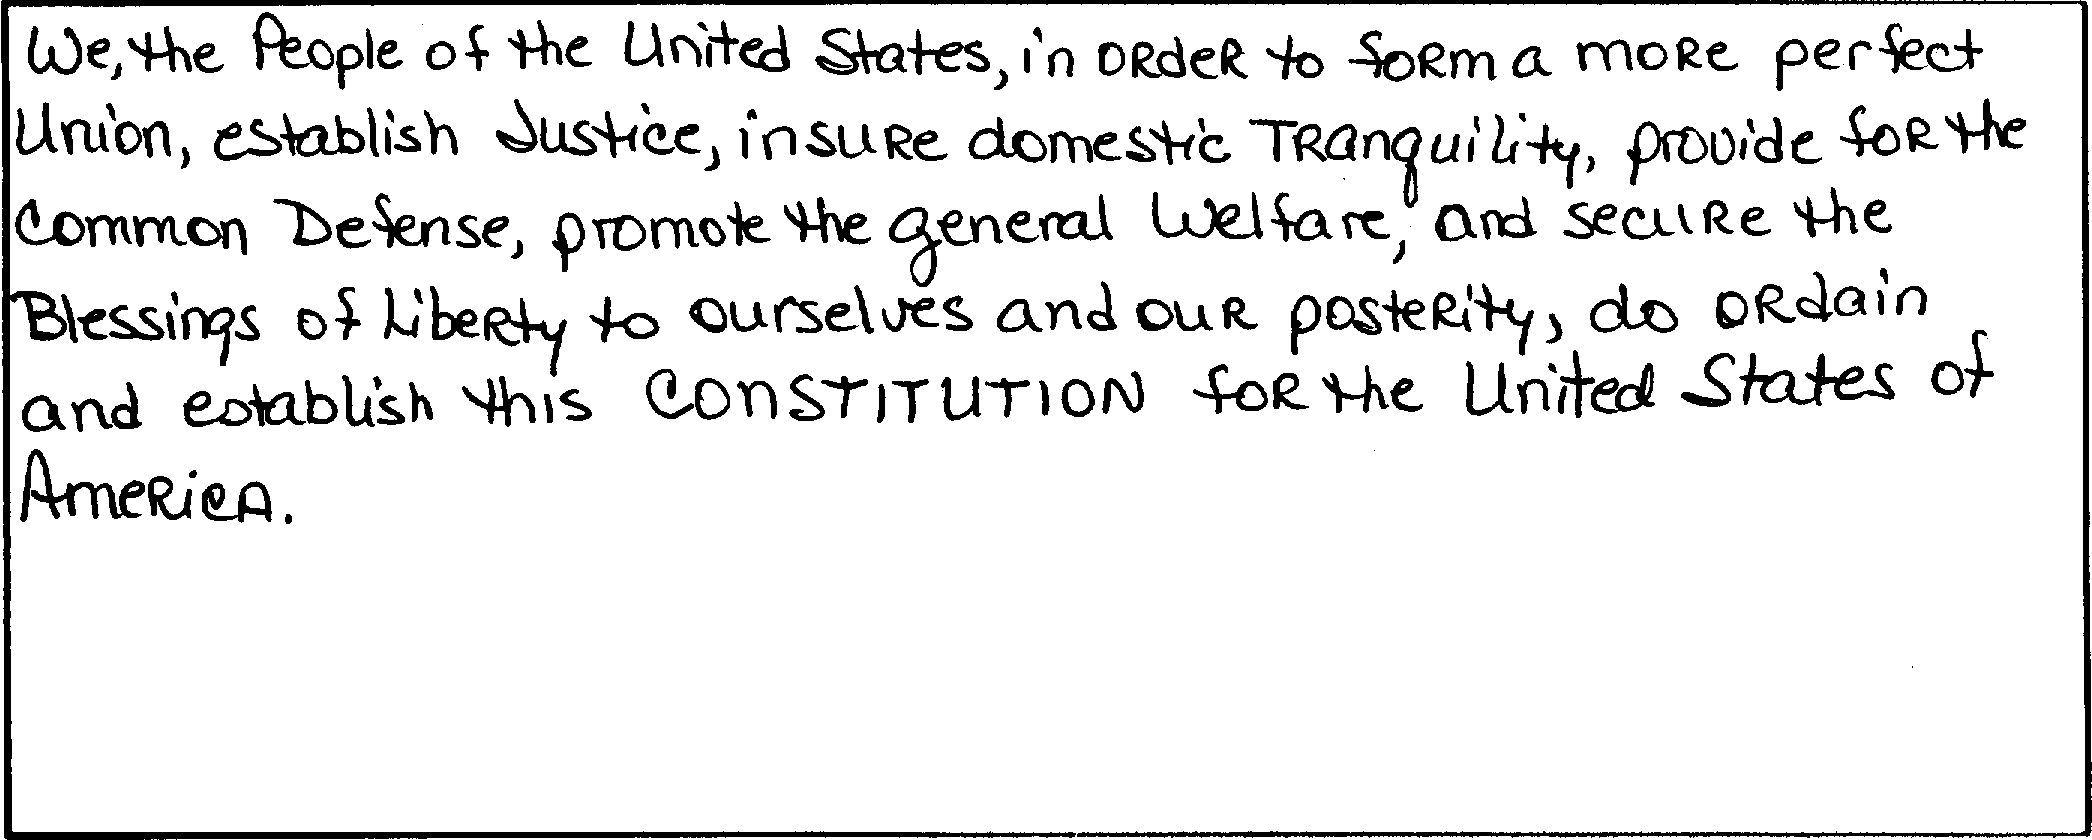 We, the People of the United States, in order to form a more perfect
Union, establish Justice, insure domestic Tranquility, provide for the
Common Defense, promote the general Welfare, and secure the
Blessings of Liberty to ourselves and our posterity, do ordain
and establish this CONSTITUTION for the United States of
America.